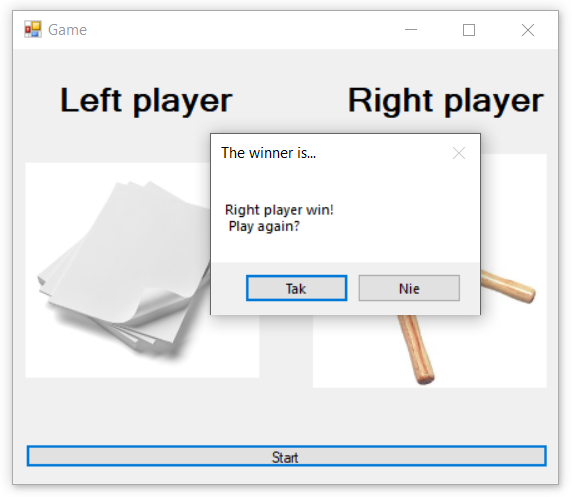 Game
Left player
Right player
The winner is...
Right player win!
Play again?
Tak
Nie
Start